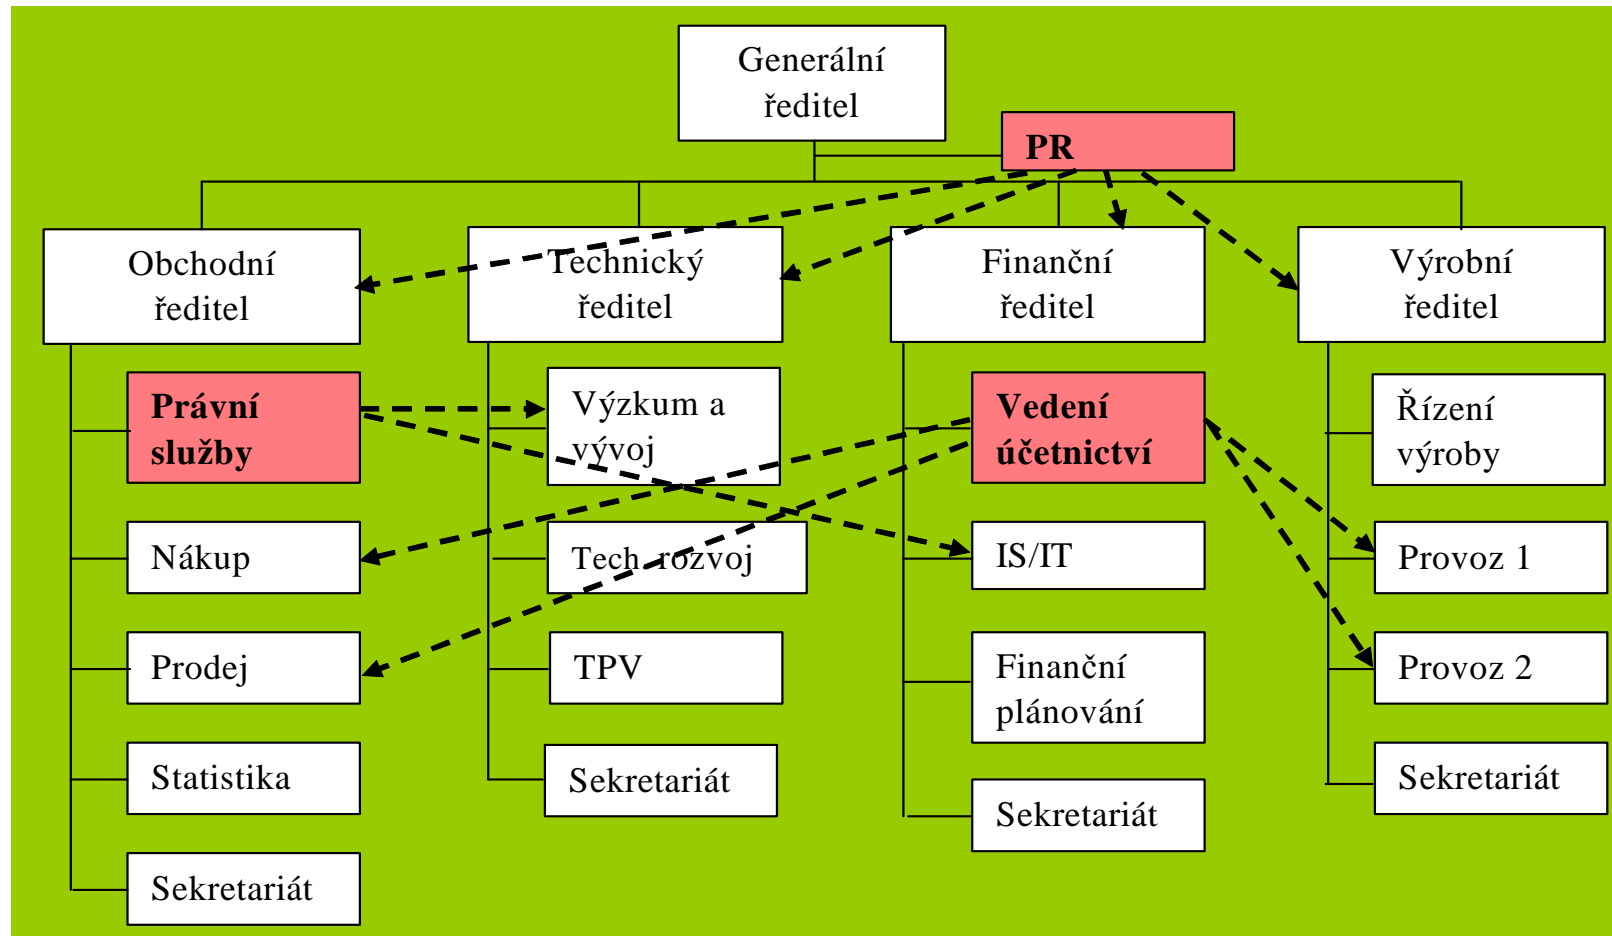 Generální
ředitel
PR
Obchodní
ředitel
Technický
ředitel
Finanční
ředitel
Výrobní
ředitel
Právní
služby
Nákup
Prodej
Statistika
Sekretariát
Výzkum a
vývoj
Tech. rozvoj
TPV
Sekretariát
Vedení
účetnictví
IS/IT
Finanční
plánování
Sekretariát
Řízení
výroby
Provoz 1
Provoz 2
Sekretariát